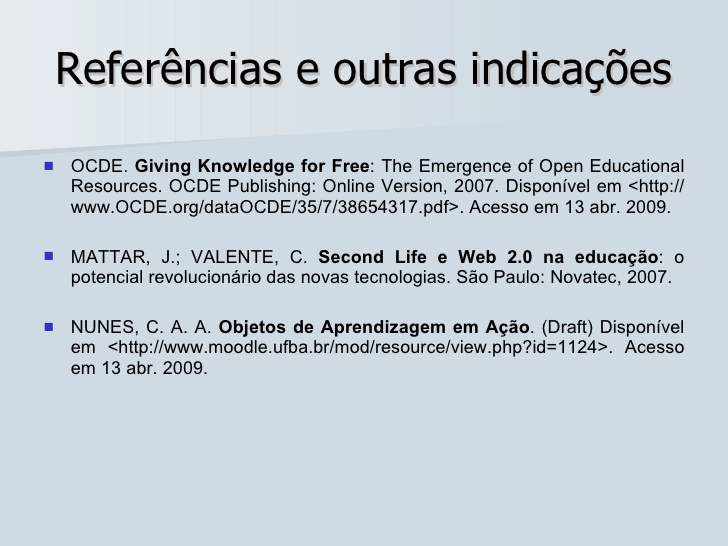 Referências e outras indicações
OCDE. Giving Knowledge for Free: The Emergence of Open Educational
Resources. OCDE Publishing: Online Version, 2007. Disponível em <http://
www.OCDE.org/dataOCDE/35/7/38654317.pdf>. Acesso em 13 abr. 2009.
MATTAR, J.; VALENTE, C. Second Life e Web 2.0 na educação: o
potencial revolucionário das novas tecnologias. São Paulo: Novatec, 2007.
NUNES, C. A. A. Objetos de Aprendizagem em Ação. (Draft) Disponível
em <http://www.moodle.ufba.br/mod/resource/view.php?id=1124>. Acesso
em 13 abr. 2009.